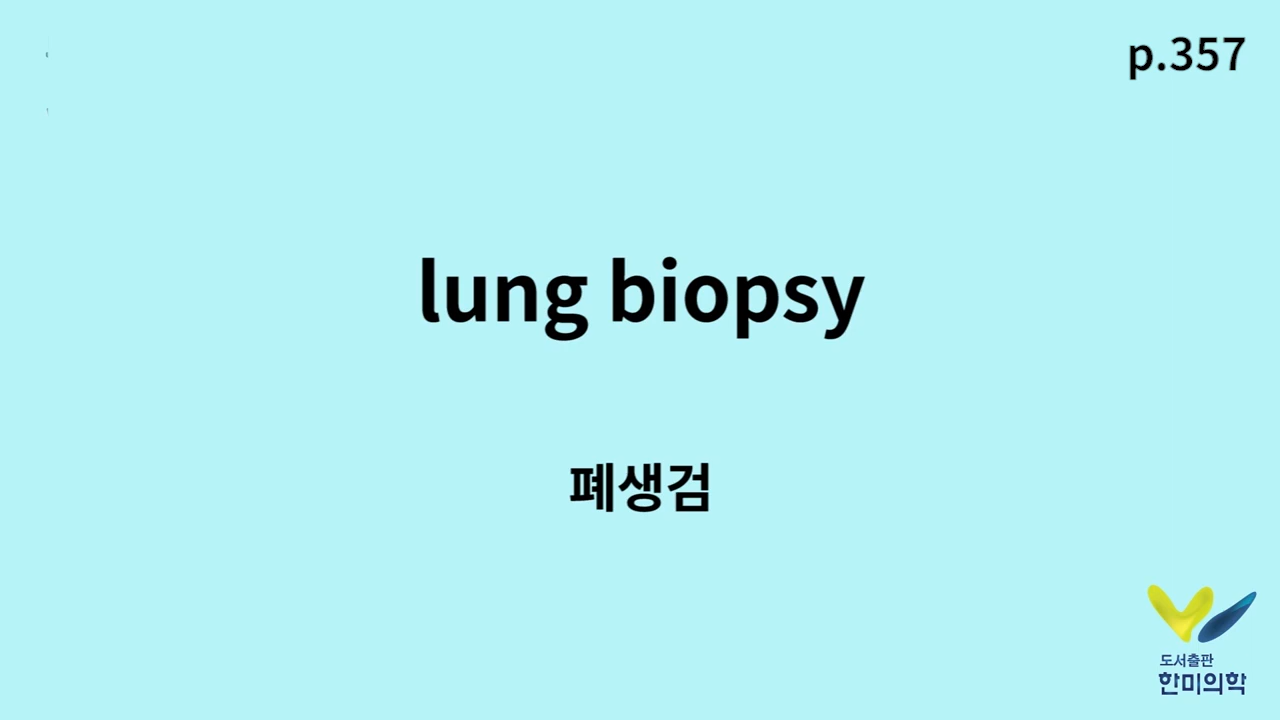 p.357
lung biopsy
폐생검
도서출판
한미의학